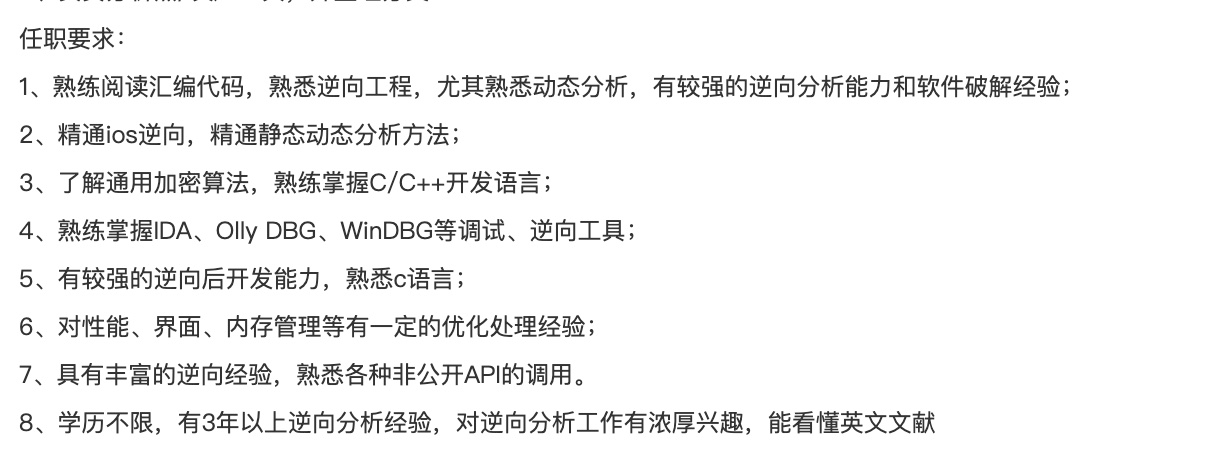 任职要求：
1、熟练阅读汇编代码，熟悉逆向工程，尤其熟悉动态分析，有较强的逆向分析能力和软件破解经验；
2、精通ios逆向，精通静态动态分析方法；
3、了解通用加密算法，熟练掌握C/C++开发语言；
4、熟练掌握IDA、Olly DBG、WinDBG等调试、逆向工具；
5、有较强的逆向后开发能力，熟悉c语言；
6、对性能、界面、内存管理等有一定的优化处理经验；
7、具有丰富的逆向经验，熟悉各种非公开API的调用。
8、学历不限，有3年以上逆向分析经验，对逆向分析工作有浓厚兴趣，能看懂英文文献